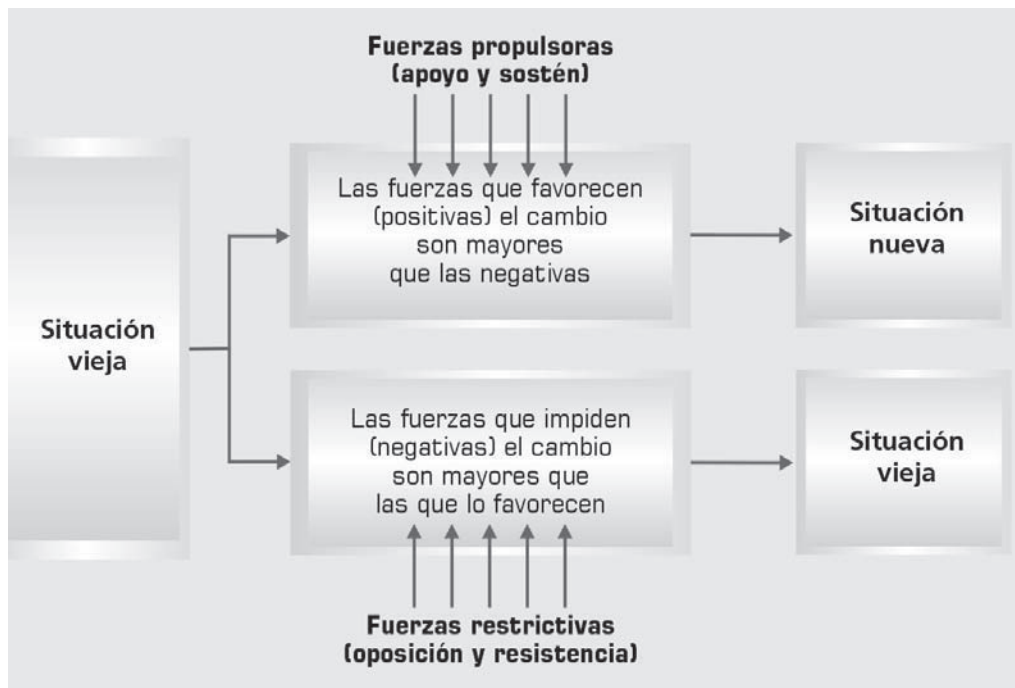 Fuerzas propulsoras
(apoyo y sostén)
Las fuerzas que favorecen
(positivas) el cambio
son mayores
que las negativas
Situación
nueva
Situación
vieja
Las fuerzas que impiden
(negativas) el cambio
son mayores que
las que lo favorecen
Situación
vieja
Fuerzas restrictivas
(oposición y resistencia)